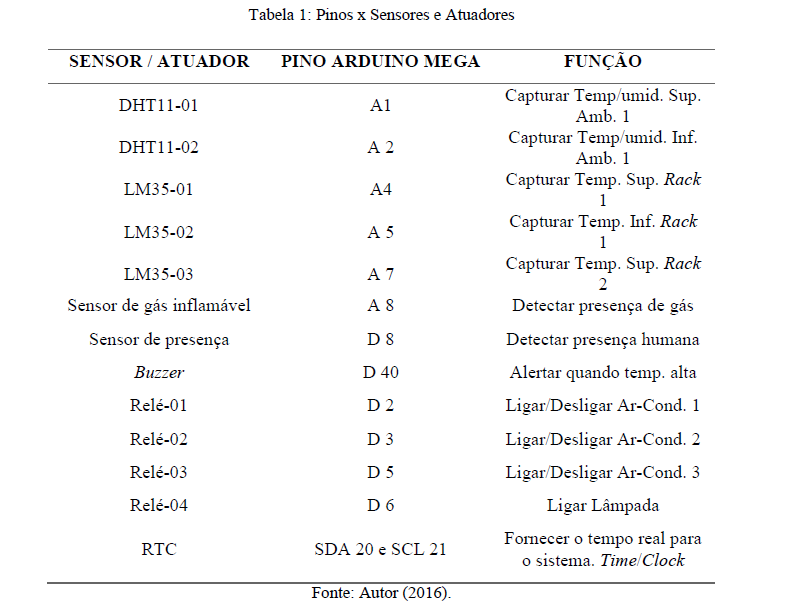 Tabela 1: Pinos x Sensores e Atuadores
SENSOR / ATUADOR PINO ARDUINO MEGA FUNÇÃO
DHT11-01 A1 Capturar Temp/umid. Sup.
Amb. 1
DHT11-02 A 2 Capturar Temp/umid. Inf.
Amb. 1
LM35-01 A4 Capturar Temp. Sup. Rack
1
LM35-02 A 5 Capturar Temp. Inf. Rack
1
LM35-03 A 7 Capturar Temp. Sup. Rack
2
Sensor de gás inflamável A 8 Detectar presença de gás
Sensor de presença D 8 Detectar presença humana
Buzzer D 40 Alertar quando temp. alta
Relé-01 D 2 Ligar/Desligar Ar-Cond. 1
Relé-02 D 3 Ligar/Desligar Ar-Cond. 2
Relé-03 D 5 Ligar/Desligar Ar-Cond. 3
Relé-04 D 6 Ligar Lâmpada
RTC SDA 20 e SCL 21 Fornecer o tempo real para
o sistema. Time/Clock
Fonte: Autor (2016).